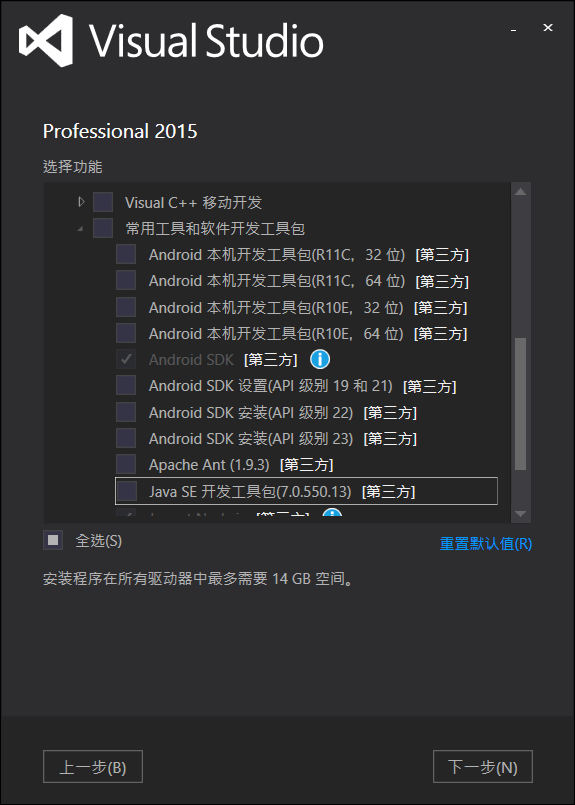 Visual Studio
Professional 2015
选择功能
Visual C++ 移动开发
常用工具和软件开发工具包
Android 本机开发工具包(R11C，32 位) [第三方]
Android 本机开发工具包(R11C，64 位) [第三方]
Android 本机开发工具包(R10E，32 位) [第三方]
Android 本机开发工具包(R10E，64 位) [第三方]
Android SDK [第三方]
Android SDK 设置(API 级别 19 和 21) [第三方]
Android SDK 安装(API 级别 22) [第三方]
Android SDK 安装(API 级别 23) [第三方]
Apache Ant (1.9.3) [第三方]
Java SE 开发工具包(7.0.550.13) [第三方]
[第三方]
全选(S)
重置默认值(R)
安装程序在所有驱动器中最多需要 14 GB 空间。
上一步(B)
下一步(N)